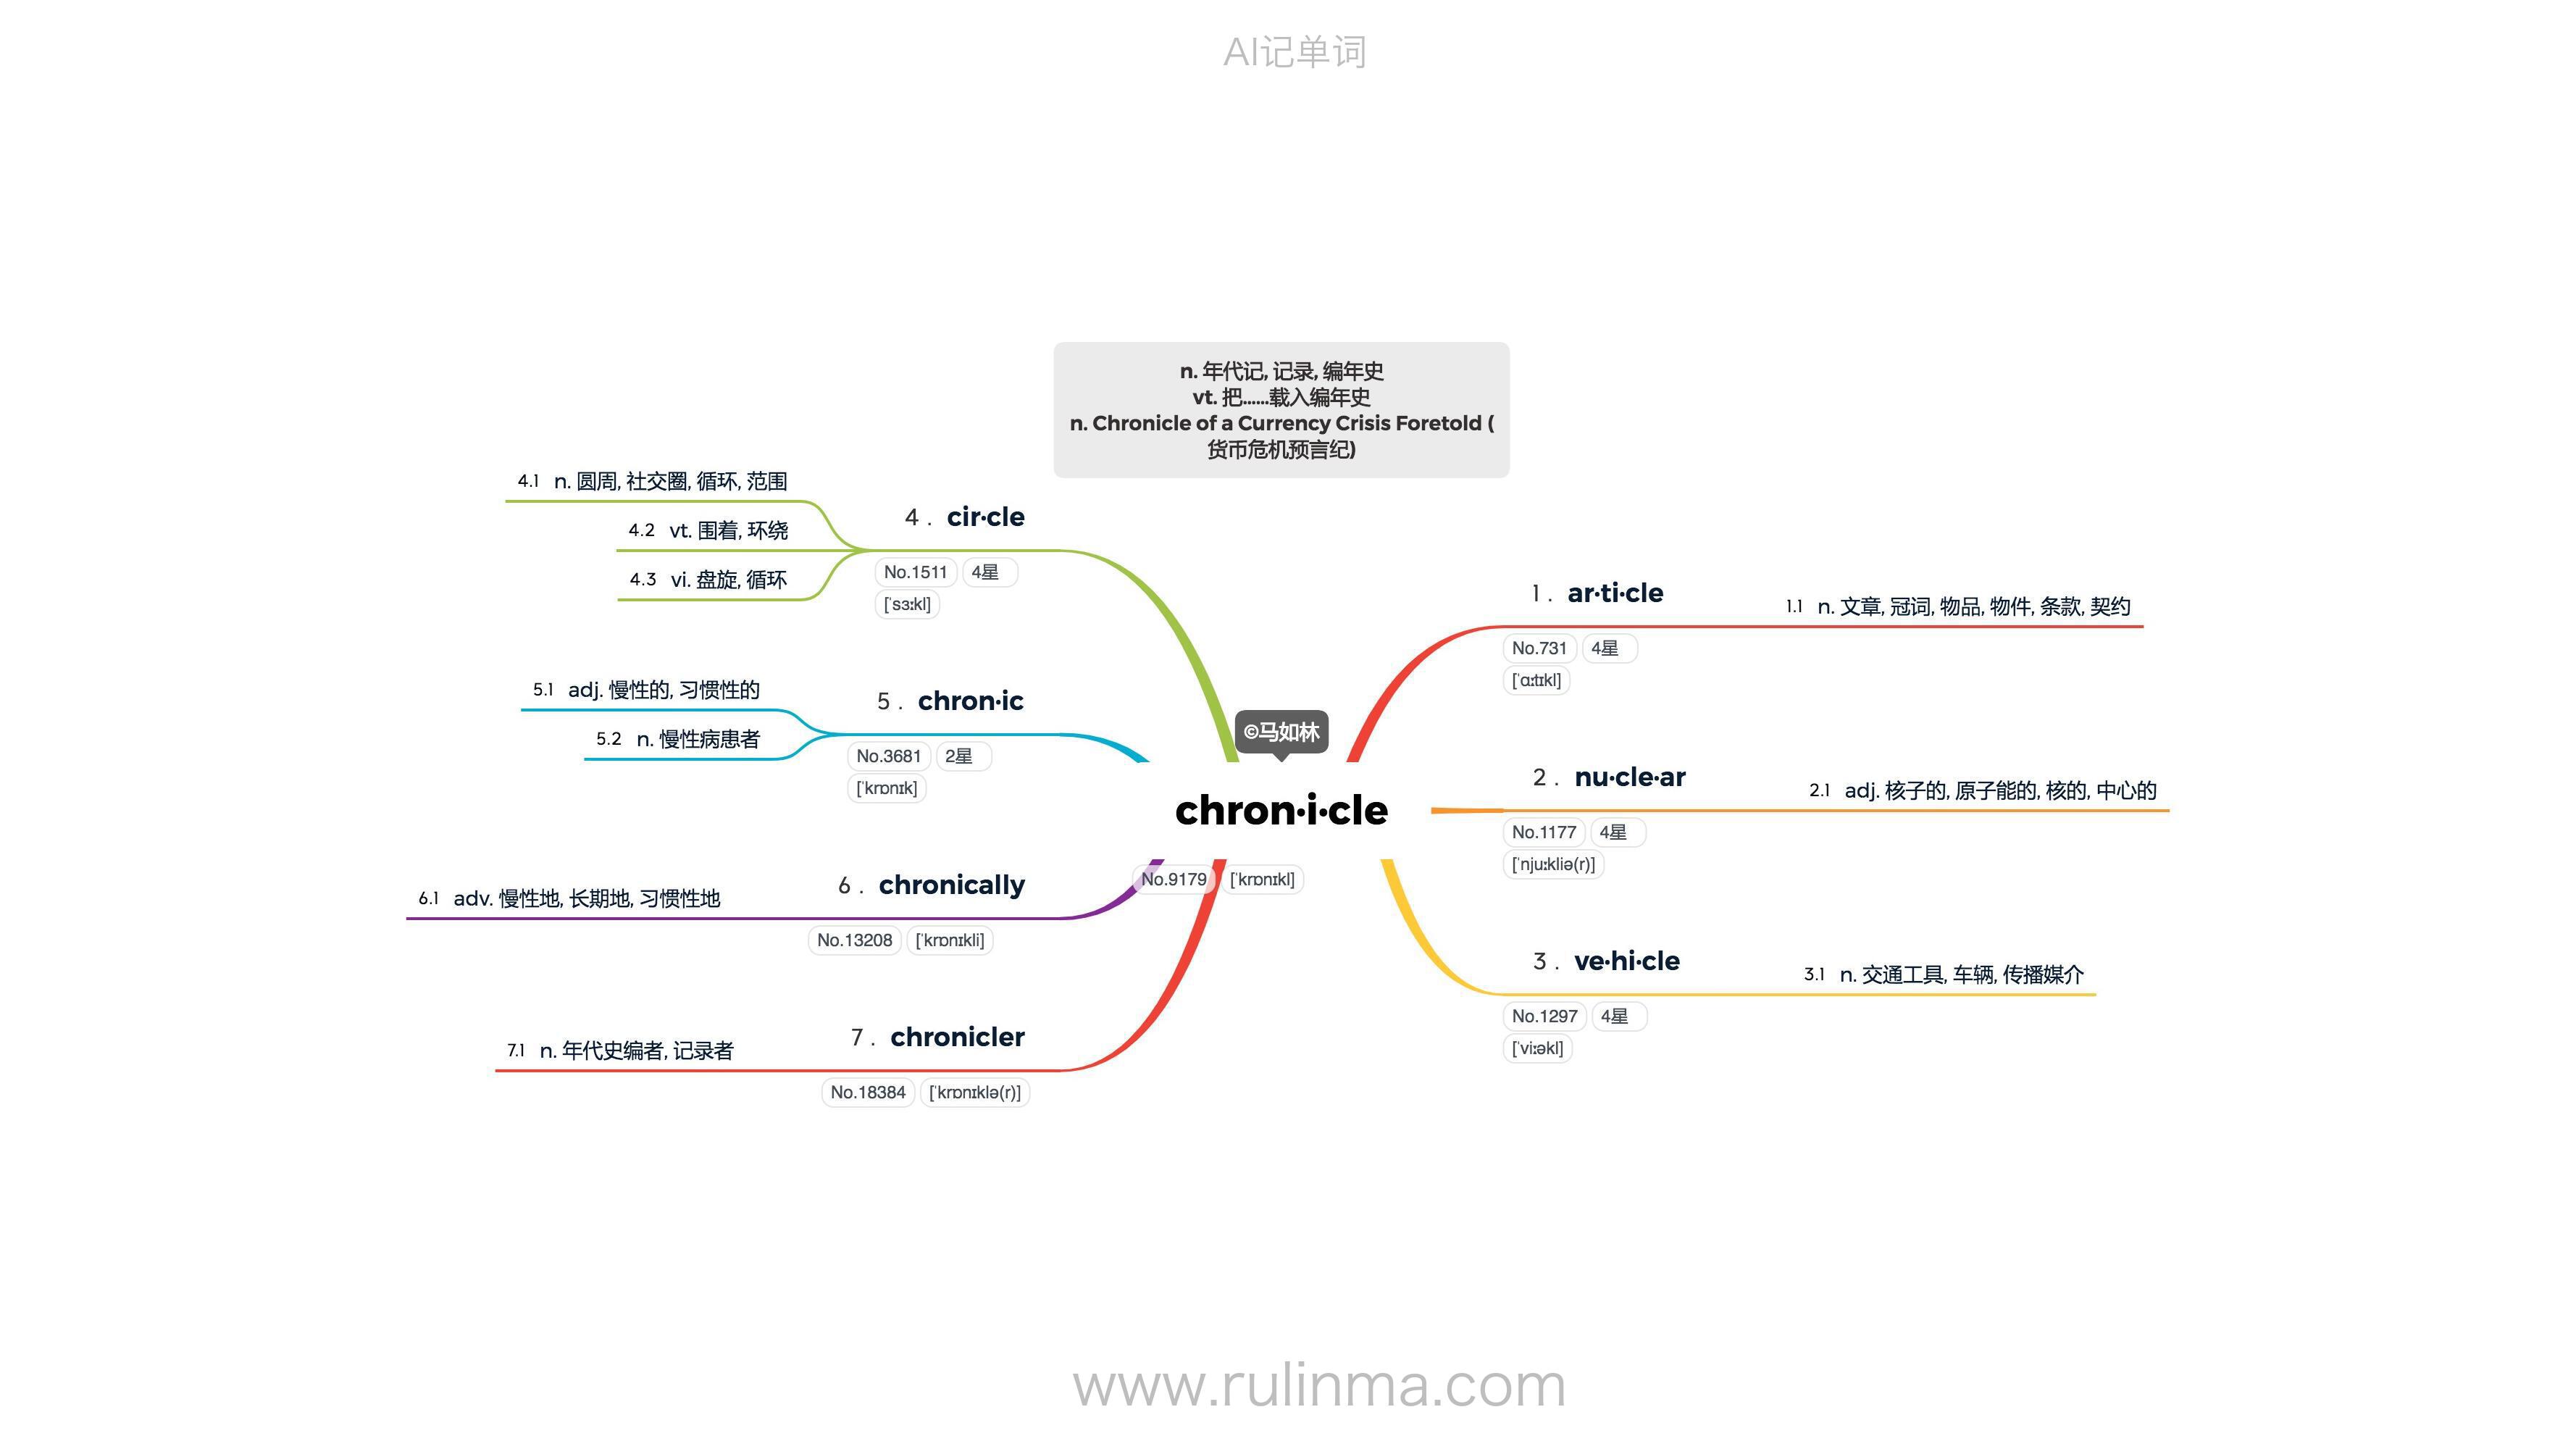 AI记单词
n. 年代记, 记录, 编年史
vt. 把......载入编年史
n. Chronicle of a Currency Crisis Foretold (
货币危机预言纪)
©马如林
chron·i·cle
No.9179 ['krɒnɪkl]
1 . ar·ti·cle
No.731 4星
['ɑːtɪkl]
1.1 n. 文章, 冠词, 物品, 物件, 条款, 契约
2 . nu·cle·ar
No.1177 4星
['njuːkliə(r)]
2.1 adj. 核子的, 原子能的, 核的, 中心的
3 . ve·hi·cle
No.1297 4星
['viːəkl]
3.1 n. 交通工具, 车辆, 传播媒介
4 . cir·cle
No.1511 4星
['sɜːkl]
4.1 n. 圆周, 社交圈, 循环, 范围
4.2 vt. 围着, 环绕
4.3 vi. 盘旋, 循环
5 . chron·ic
No.3681 2星
['krɒnɪk]
5.1 adj. 慢性的, 习惯性的
5.2 n. 慢性病患者
6 . chronically
No.13208 ['krɒnɪkli]
6.1 adv. 慢性地, 长期地, 习惯性地
7 . chronicler
No.18384 ['krɒnɪklə(r)]
7.1 n. 年代史编者, 记录者
www.rulinma.com